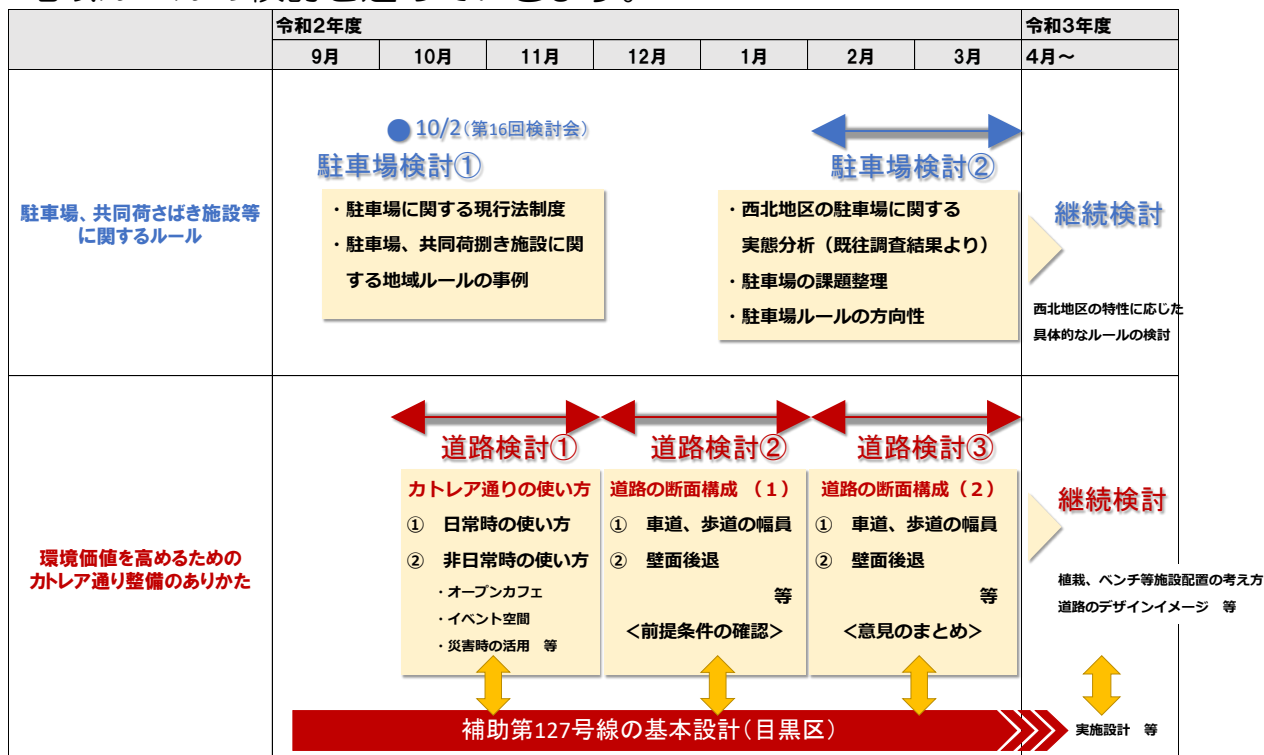 令和2年度
令和3年度
9月
10月
11月
12月
1月
2月
3月
4月～
駐車場、共同荷さばき施設等
に関するルール
10/2（第16回検討会）
駐車場検討①
・駐車場に関する現行法制度
・駐車場、共同荷捌き施設に関
する地域ルールの事例
駐車場検討②
・西北地区の駐車場に関する
実態分析（既往調査結果より）
・駐車場の課題整理
・駐車場ルールの方向性
継続検討
西北地区の特性に応じた
具体的なルールの検討
環境価値を高めるための
カトレア通り整備のありかた
道路検討①
カトレア通りの使い方
① 日常時の使い方
② 非日常時の使い方
・オープンカフェ
・イベント空間
・災害時の活用 等
道路検討②
道路の断面構成（1）
① 車道、歩道の幅員
② 壁面後退
等
＜前提条件の確認＞
道路検討③
道路の断面構成（2）
① 車道、歩道の幅員
② 壁面後退
等
＜意見のまとめ＞
継続検討
植栽、ベンチ等施設配置の考え方
道路のデザインイメージ 等
補助第127号線の基本設計（目黒区）
実施設計 等